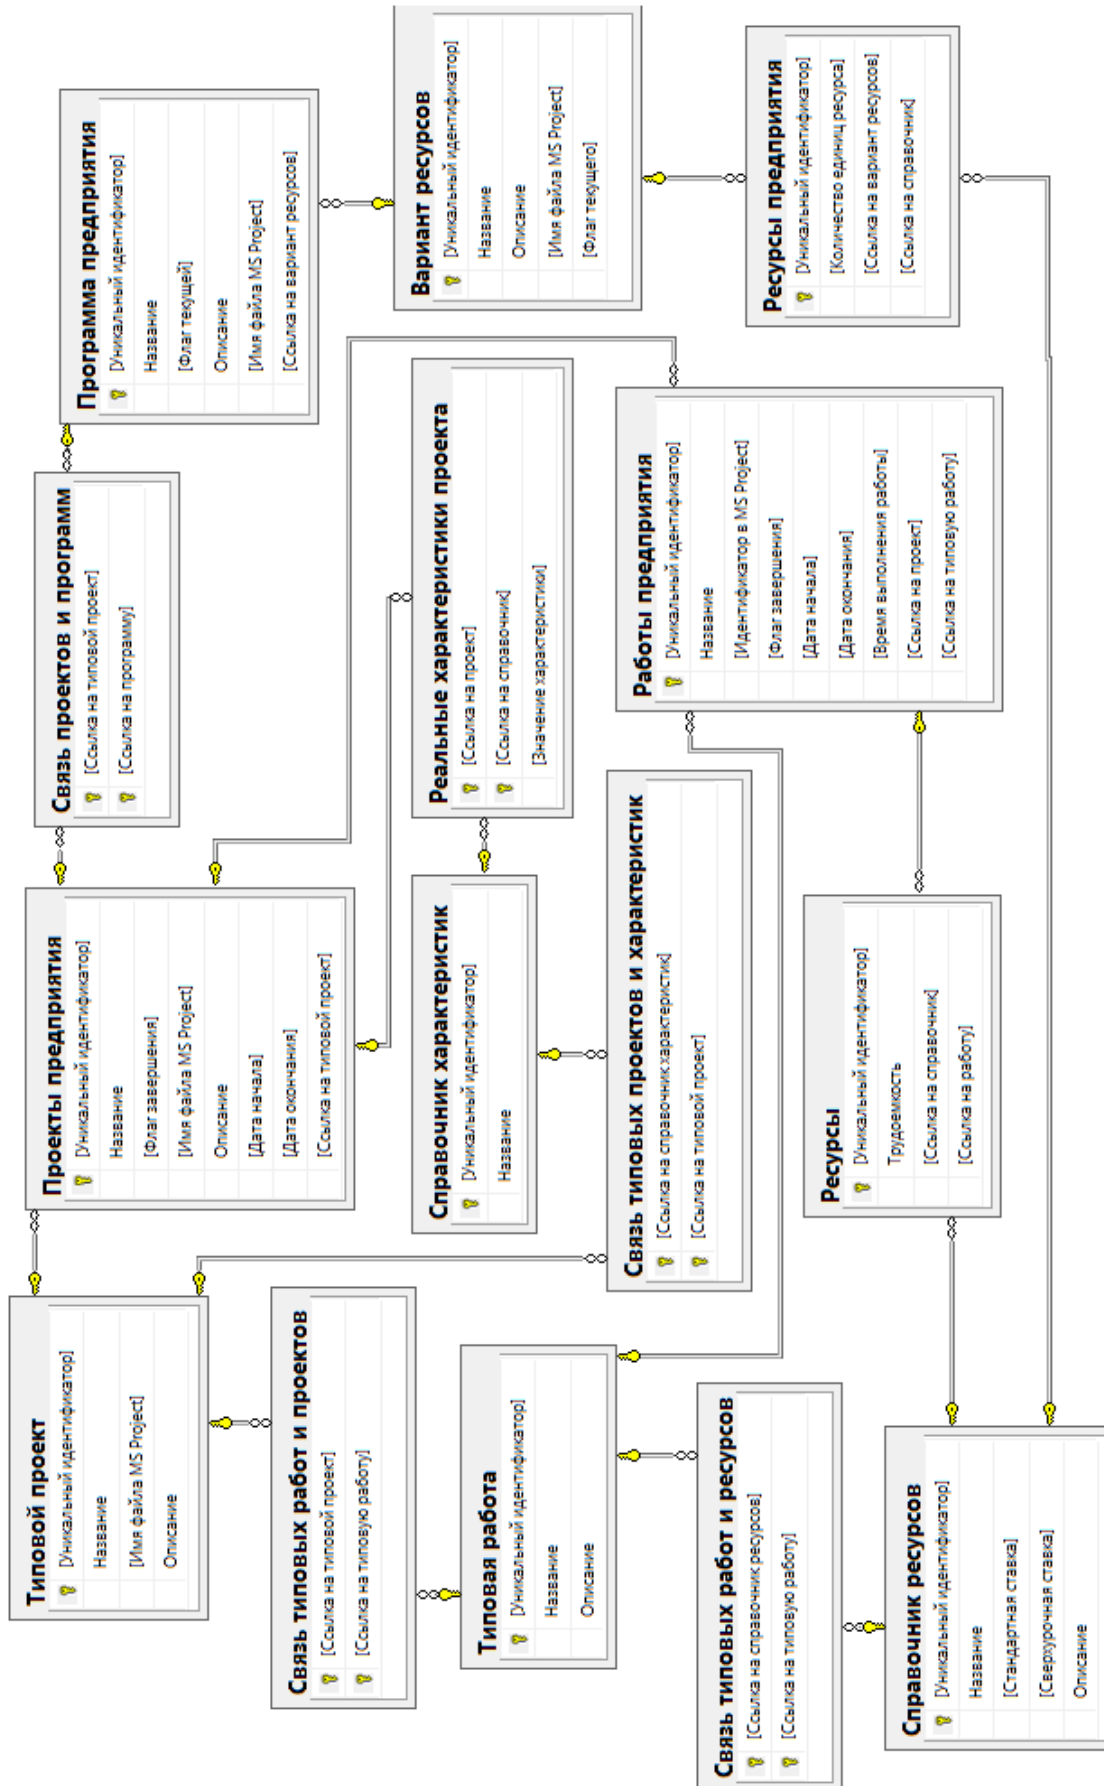 Типовой проект
[Уникальный идентификатор]
Название
[Имя файла MS Project]
Описание
Проекты предприятия
[Уникальный идентификатор]
Название
[Флаг завершения]
[Имя файла MS Project]
Описание
[Дата начала]
[Дата окончания]
[Ссылка на типовой проект]
Связь проектов и программ
[Ссылка на типовой проект]
[Ссылка на программу]
Программа предприятия
[Уникальный идентификатор]
Название
[Флаг текущей]
Описание
[Имя файла MS Project]
[Ссылка на вариант ресурсов]
Связь типовых работ и проектов
[Ссылка на типовой проект]
[Ссылка на типовую работу]
Справочник характеристик
[Уникальный идентификатор]
Название
Реальные характеристики проекта
[Ссылка на проект]
[Ссылка на справочник]
[Значение характеристики]
Вариант ресурсов
[Уникальный идентификатор]
Название
Описание
[Имя файла MS Project]
[Флаг текущего]
Типовая работа
[Уникальный идентификатор]
Название
Описание
Связь типовых проектов и характеристик
[Ссылка на справочник характеристик]
[Ссылка на типовой проект]
Работы предприятия
[Уникальный идентификатор]
Название
[Идентификатор в MS Project]
[Флаг завершения]
[Дата начала]
[Дата окончания]
[Время выполнения работы]
[Ссылка на проект]
[Ссылка на типовую работу]
Ресурсы предприятия
[Уникальный идентификатор]
[Количество единиц ресурса]
[Ссылка на вариант ресурсов]
[Ссылка на справочник]
Связь типовых работ и ресурсов
[Ссылка на справочник ресурсов]
[Ссылка на типовую работу]
Ресурсы
[Уникальный идентификатор]
Трудоемкость
[Ссылка на справочник]
[Ссылка на работу]
Справочник ресурсов
[Уникальный идентификатор]
Название
[Стандартная ставка]
[Сверхурочная ставка]
Описание